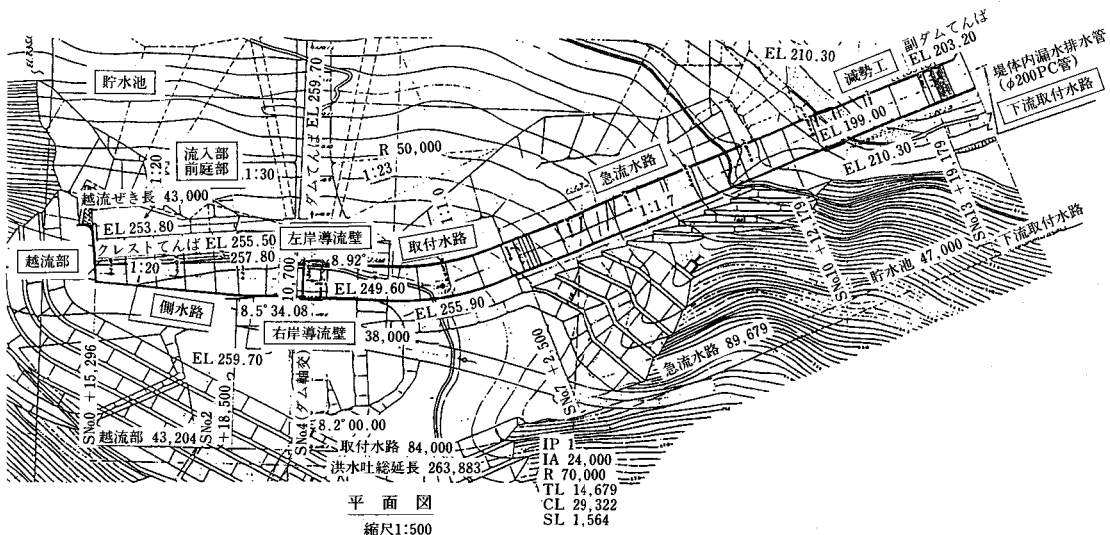 貯水池
流入部
前庭部
1:20
1:30
越流ぜき長 43,000
EL 253.80
クレストてんば EL 255.50
257.80
越流部
1:20
側水路
ダムてんば EL 259.70
R 50,000
1:23
左岸導流壁
8.92°
10,700
EL 249.60
8.5° 34.08
右岸導流壁
38,000
EL 259.70
取付水路
EL 255.90
急流水路
1:1.7
EL 210.30
減勢工
副ダムてんば
EL 203.20
EL 199.00
堤体内漏水排水管
(φ200PC管)
下流取付水路
EL 210.30
SNo.13 + 9.179
SNo.10 + 2.179
下流取付水路
貯水池 47,000
急流水路 89,679
SNo.7 + 2,500
SNo.0 + 15,296
越流部 43,204
SNo.2
+18,500
SNo.4(ダム軸交)
8.2° 00.00
取付水路 84,000
洪水吐総延長 263,883
IP 1
IA 24,000
R 70,000
TL 14,679
CL 29,322
SL 1,564
平面図
縮尺1:500